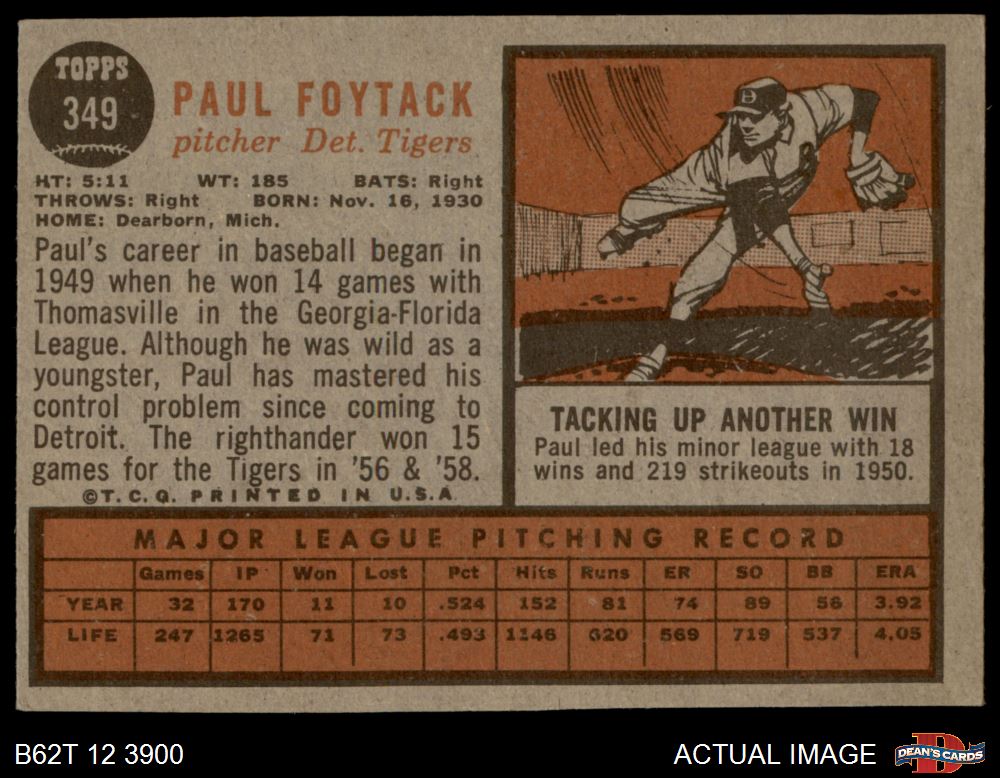 TOPPS
349
PAUL FOYTACK
pitcher Det. Tigers
HT: 5:11 WT: 185 BATS: Right
THROWS: Right BORN: Nov. 16, 1930
HOME: Dearborn, Mich.
Paul's career in baseball began in
1949 when he won 14 games with
Thomasville in the Georgia-Florida
League. Although he was wild as a
youngster, Paul has mastered his
control problem since coming to
Detroit. The righthander won 15
games for the Tigers in '56 & '58.
©T.C.G. PRINTED IN U.S.A.
TACKING UP ANOTHER WIN
Paul led his minor league with 18
wins and 219 strikeouts in 1950.
MAJOR LEAGUE PITCHING RECORD
Games IP Won Lost Pct Hits Runs ER SO BB ERA
YEAR 32 170 11 10 .524 152 81 74 89 56 3.92
LIFE 247 1265 71 73 .493 1146 620 569 719 537 4.05
B62T 12 3900
ACTUAL IMAGE
DEAN'S CARDS